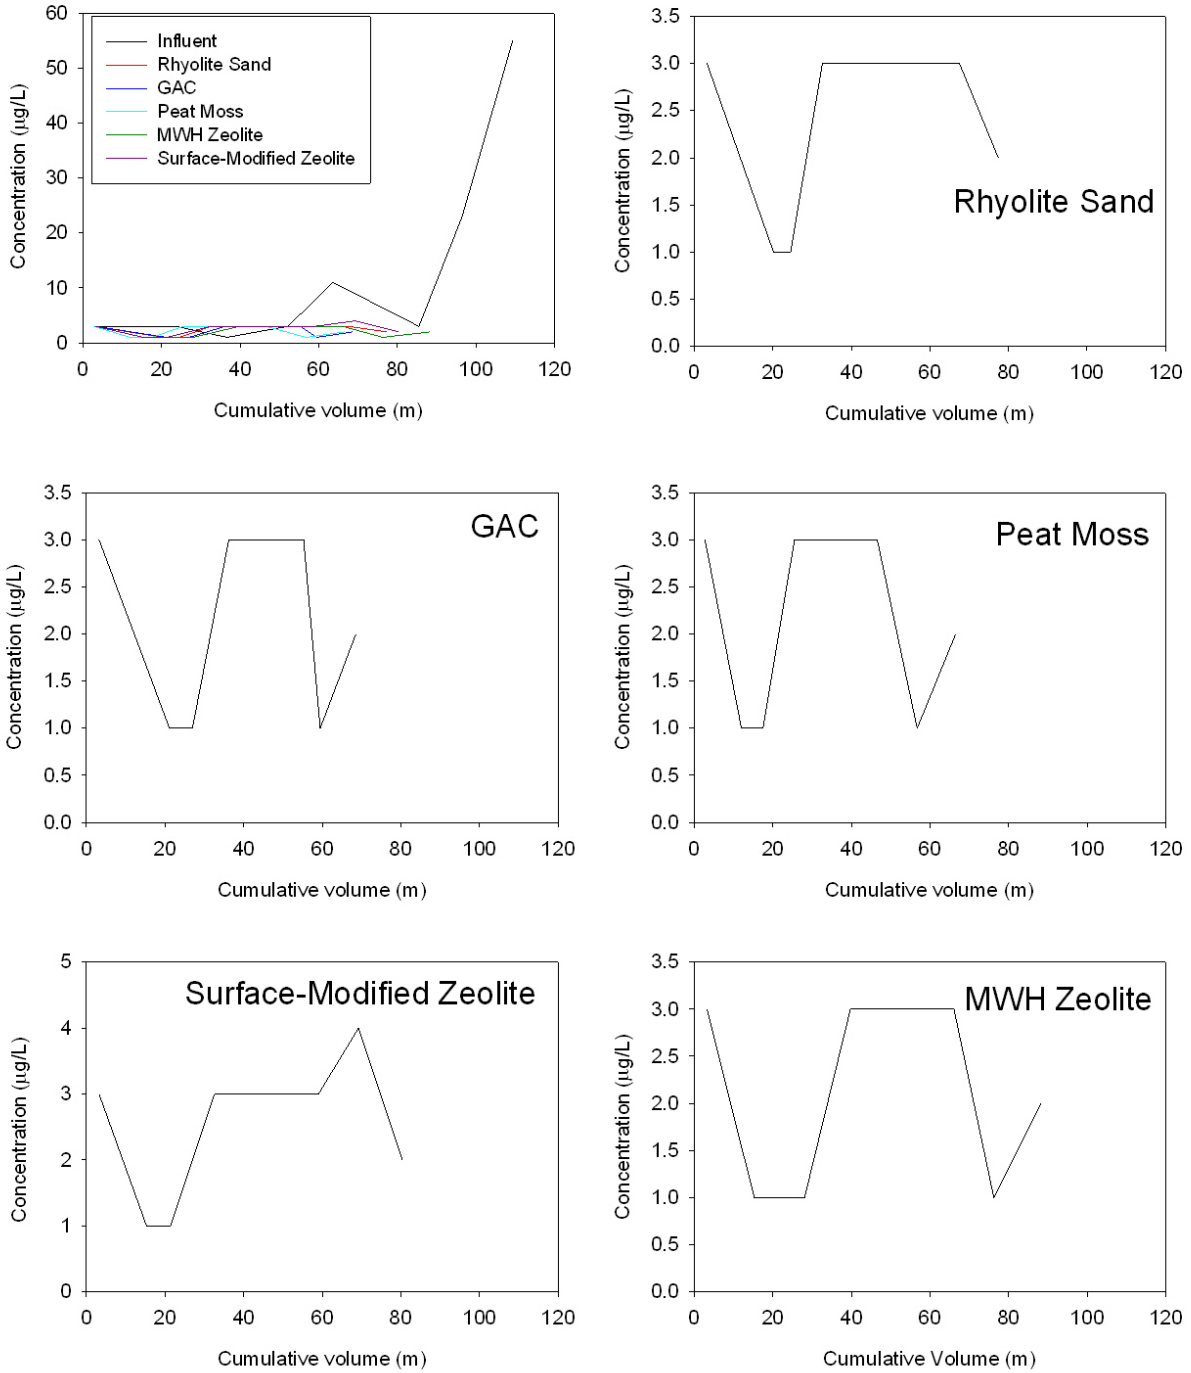 60
50
40
30
20
10
0
Concentration (µg/L)
Influent
Rhyolite Sand
GAC
Peat Moss
MWH Zeolite
Surface-Modified Zeolite
0 20 40 60 80 100 120
Cumulative volume (m)
3.5
3.0
2.5
2.0
1.5
1.0
0.5
0.0
Concentration (µg/L)
Rhyolite Sand
0 20 40 60 80 100 120
Cumulative volume (m)
3.5
3.0
2.5
2.0
1.5
1.0
0.5
0.0
Concentration (µg/L)
GAC
0 20 40 60 80 100 120
Cumulative volume (m)
3.5
3.0
2.5
2.0
1.5
1.0
0.5
0.0
Concentration (µg/L)
Peat Moss
0 20 40 60 80 100 120
Cumulative volume (m)
5
4
3
2
1
0
Concentration (µg/L)
Surface-Modified Zeolite
0 20 40 60 80 100 120
Cumulative volume (m)
3.5
3.0
2.5
2.0
1.5
1.0
0.5
0.0
Concentration (µg/L)
MWH Zeolite
0 20 40 60 80 100 120
Cumulative Volume (m)